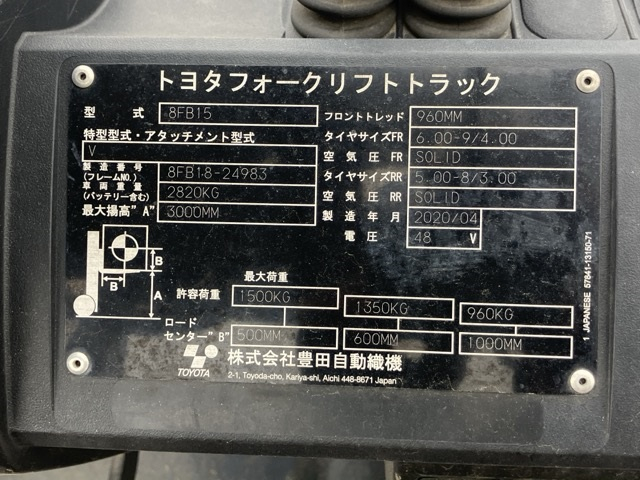 トヨタフォークリフトトラック
型 式 8FB15
特型型式・アタッチメント型式
V
製造番号 (フレームNO.) 8FB18-24983
車両重量 (バッテリー含む) 2820KG
最大揚高"A" 3000MM
フロントトレッド 960MM
タイヤサイズFR 6.00-9/4.00
空気圧FR SOLID
タイヤサイズRR 5.00-8/3.00
空気圧RR SOLID
製造年月 2020/04
電圧 48 V
B
B
A
最大荷重
許容荷重 1500KG 1350KG 960KG
ロードセンター"B" 500MM 600MM 1000MM
TOYOTA
株式会社豊田自動織機
2-1, Toyoda-cho, Kariya-shi, Aichi 448-8671 Japan
1 JAPANESE 57641-13150-71